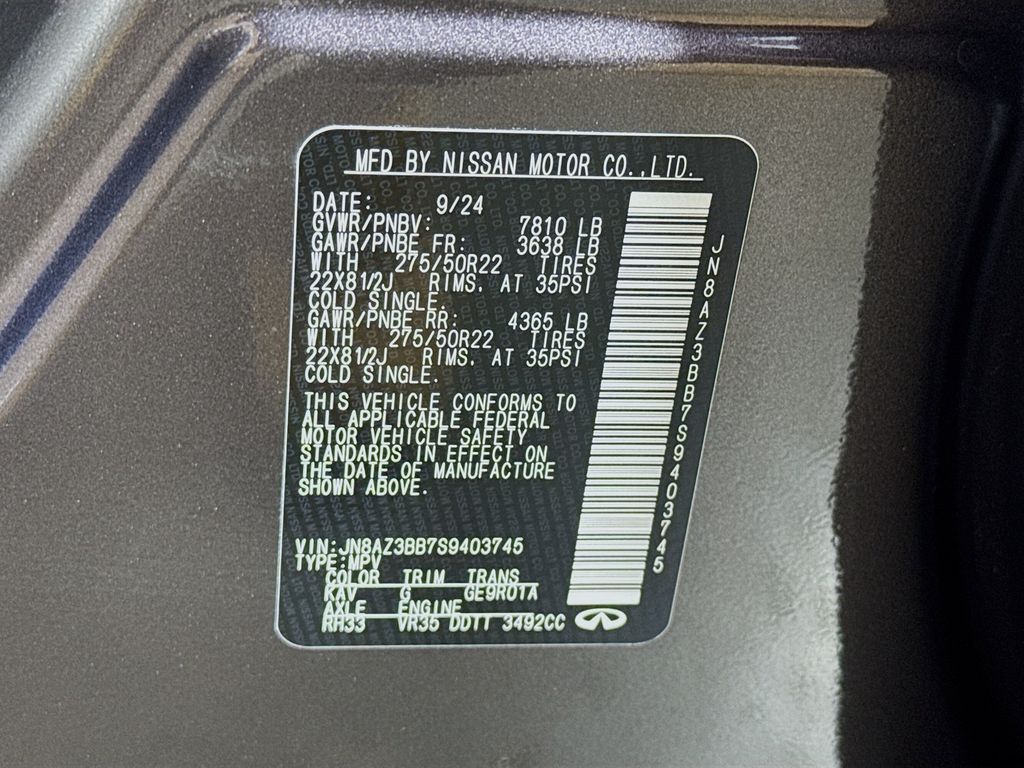 MFD BY NISSAN MOTOR CO.,LTD.
DATE: 9/24
GVWR/PNBV: 7810 LB
GAWR/PNBE FR: 3638 LB
WITH 275/50R22 TIRES
22X81/2J RIMS. AT 35PSI
COLD SINGLE.
GAWR/PNBE RR: 4365 LB
WITH 275/50R22 TIRES
22X81/2J RIMS. AT 35PSI
COLD SINGLE.
THIS VEHICLE CONFORMS TO
ALL APPLICABLE FEDERAL
MOTOR VEHICLE SAFETY
STANDARDS IN EFFECT ON
THE DATE OF MANUFACTURE
SHOWN ABOVE.
VIN:JN8AZ3BB7S9403745
TYPE:MPV
COLOR TRIM TRANS
KAV G GE9R01A
AXLE ENGINE
RH33 VR35 DDTT 3492CC
JN8AZ3BB7S9403745